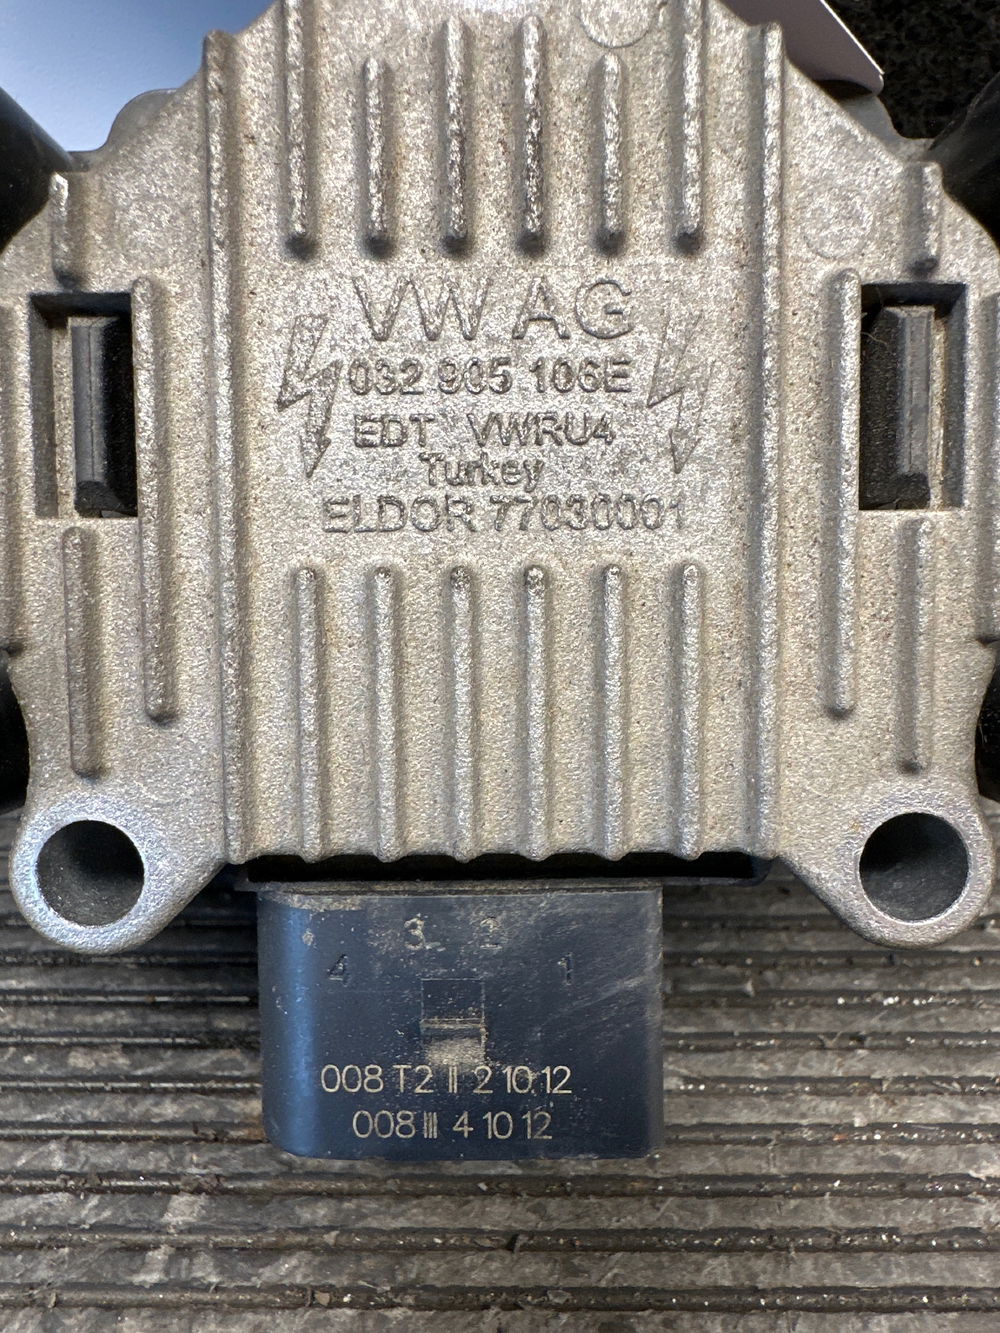 VW AG
032 905 106E
EDT VWRU4
Turkey
ELDOR 77030001
3 2
4 1
008 T2 II 2 10 12
008 III 4 10 12